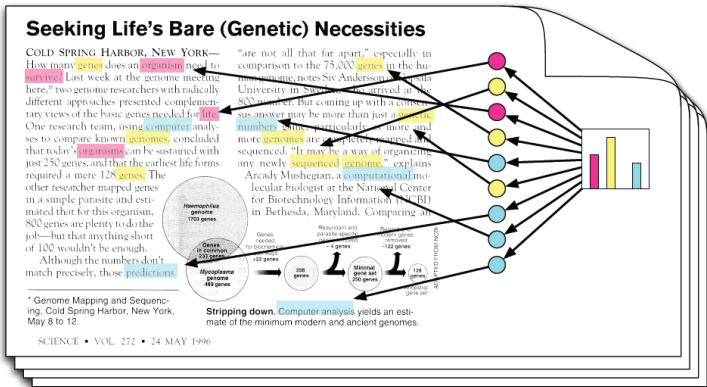 Seeking Life's Bare (Genetic) Necessities
COLD SPRING HARBOR, NEW YORK—
How many genes does an organism need to
survive? Last week at the genome meeting
here,* two genome researchers with radically
different approaches presented complemen-
tary views of the basic genes needed for life.
One research team, using computer analy-
ses to compare known genomes, concluded
that today's organisms can be sustained with
just 250 genes, and that the earliest life forms
required a mere 128 genes. The
other researcher mapped genes
in a simple parasite and esti-
mated that for this organism,
800 genes are plenty to do the
job—but that anything short
of 100 wouldn't be enough.
Although the numbers don't
match precisely, those predictions
* Genome Mapping and Sequenc-
ing, Cold Spring Harbor, New York,
May 8 to 12.
"are not all that far apart," especially in
comparison to the 75,000 genes in the hu-
man genome, notes Siv Andersson
University in Sweden, who arrived at the
800 number. But coming up with a consen-
sus answer may be more than just a genetic
numbers game, particularly as more and
more genomes are completely mapped and
sequenced. "It may be a way of organizing
any newly sequenced genome," explains
Arcady Mushegian, a computational mo-
lecular biologist at the National Center
for Biotechnology Information (NCBI)
in Bethesda, Maryland. Comparing an
Haemophilus
genome
1703 genes
Genes
in common
233 genes
Mycoplasma
genome
469 genes
Genes
needed
for biochemical
+22 genes
256
genes
Redundant and
parasite-specific
genes removed
– 4 genes
Minimal
gene set
250 genes
modern genes
removed
–122 genes
128
genes
Ancestral
gene set
ADAPTED FROM NCBI
Stripping down. Computer analysis yields an esti-
mate of the minimum modern and ancient genomes.
SCIENCE • VOL. 272 • 24 MAY 1996